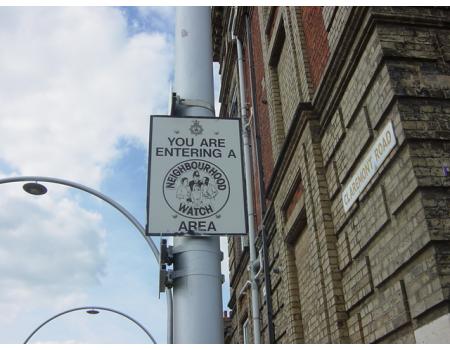 YOU ARE
ENTERING A
NEIGHBOURHOOD
WATCH
AREA
CLAREMONT ROAD